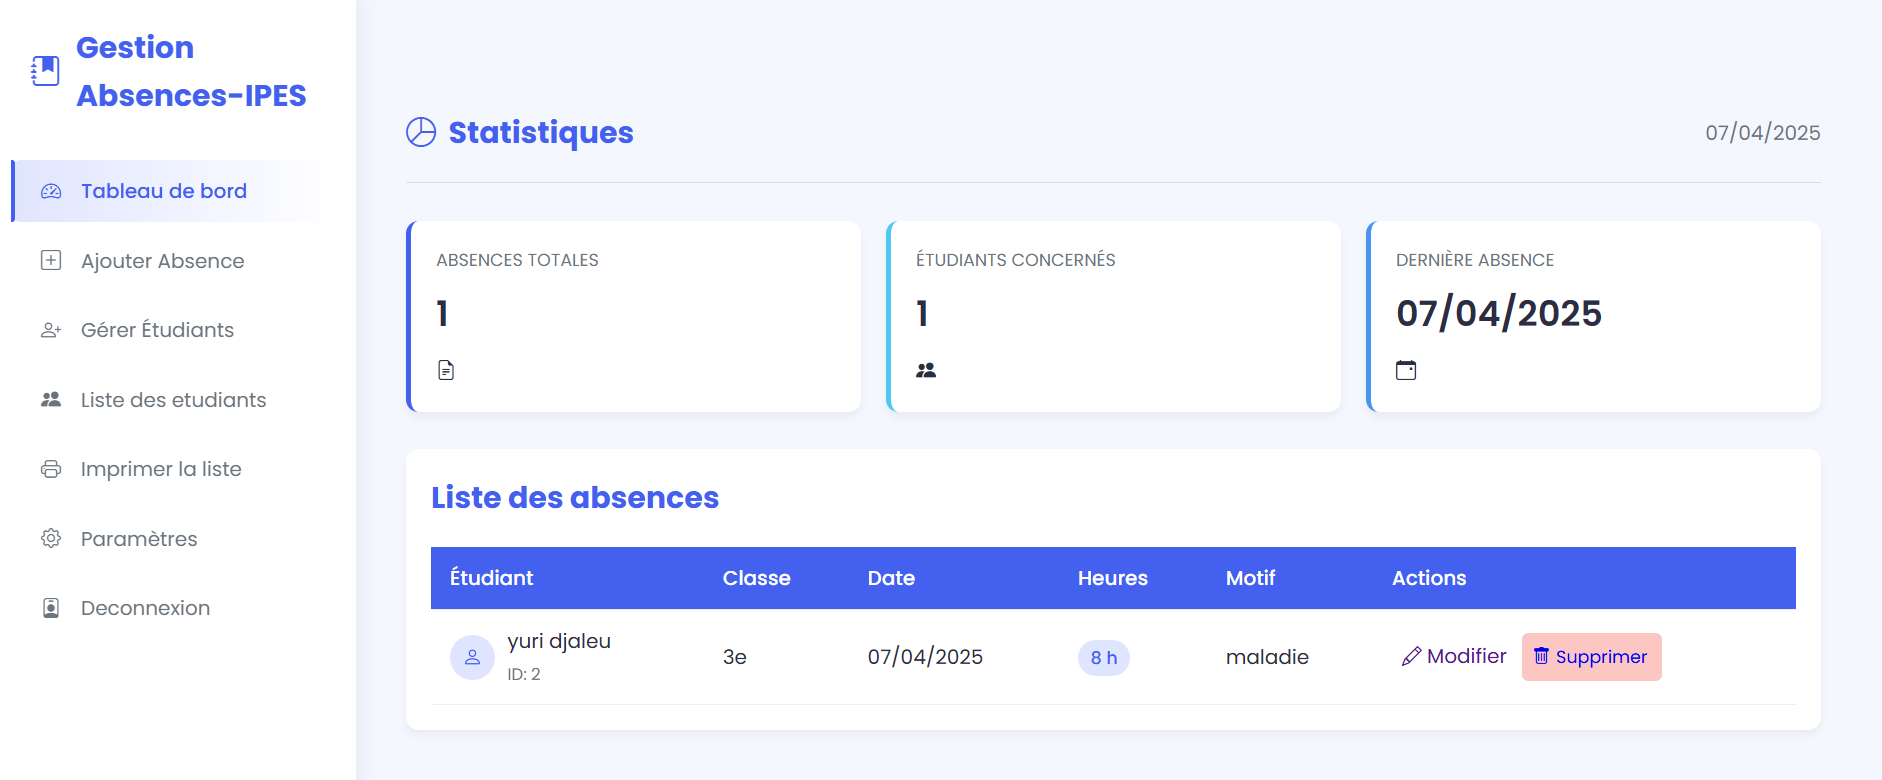 Gestion
Absences-IPES
Tableau de bord
Ajouter Absence
Gérer Étudiants
Liste des etudiants
Imprimer la liste
Paramètres
Deconnexion
Statistiques
07/04/2025
ABSENCES TOTALES
1
ÉTUDIANTS CONCERNÉS
1
DERNIÈRE ABSENCE
07/04/2025
Liste des absences
Étudiant Classe Date Heures Motif Actions
yuri djaleu
ID: 2
3e 07/04/2025 8 h maladie Modifier Supprimer